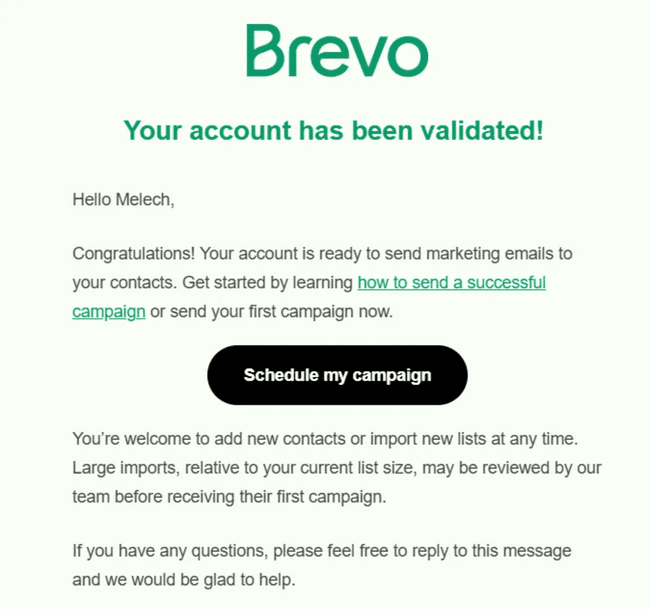 Brevo
Your account has been validated!
Hello Melech,
Congratulations! Your account is ready to send marketing emails to
your contacts. Get started by learning how to send a successful
campaign or send your first campaign now.
Schedule my campaign
You’re welcome to add new contacts or import new lists at any time.
Large imports, relative to your current list size, may be reviewed by our
team before receiving their first campaign.
If you have any questions, please feel free to reply to this message
and we would be glad to help.